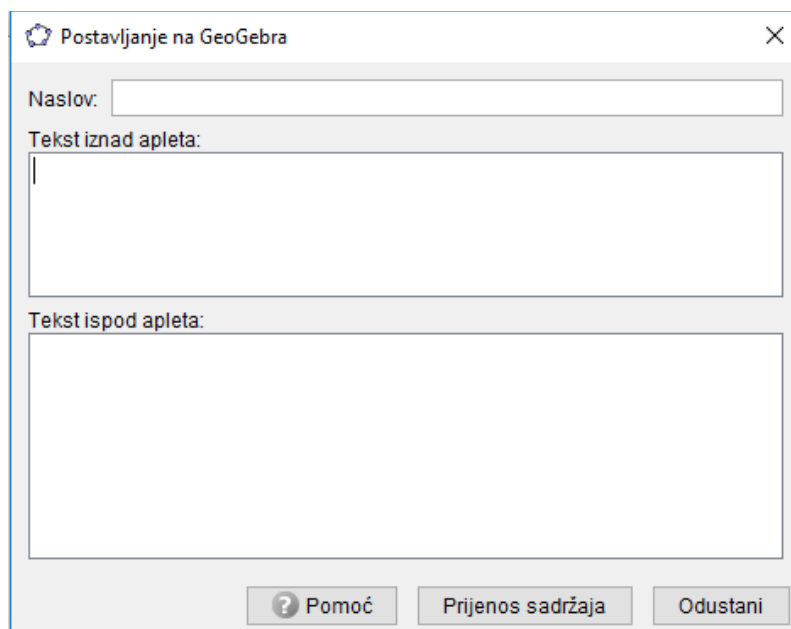 Postavljanje na GeoGebra
Naslov:
Tekst iznad apleta:
Tekst ispod apleta:
? Pomoć Prijenos sadržaja Odustani